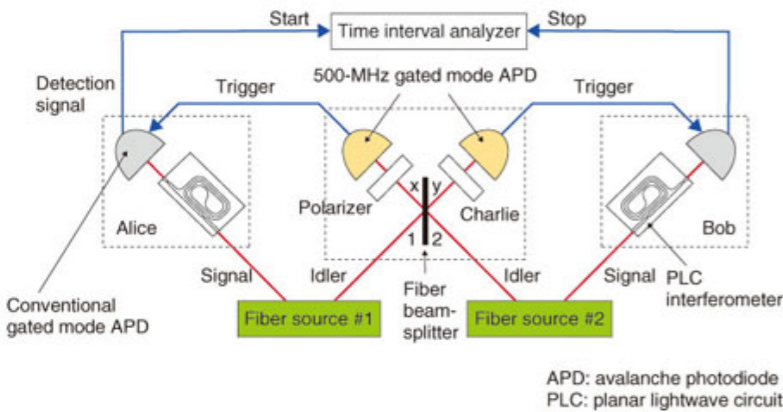 Start
Time interval analyzer
Stop
Detection
signal
Trigger
500-MHz gated mode APD
Trigger
Alice
Polarizer
x
y
Charlie
Bob
1
2
Signal
Idler
Fiber
beam-
splitter
Idler
Signal
PLC
interferometer
Conventional
gated mode APD
Fiber source #1
Fiber source #2
APD: avalanche photodiode
PLC: planar lightwave circuit